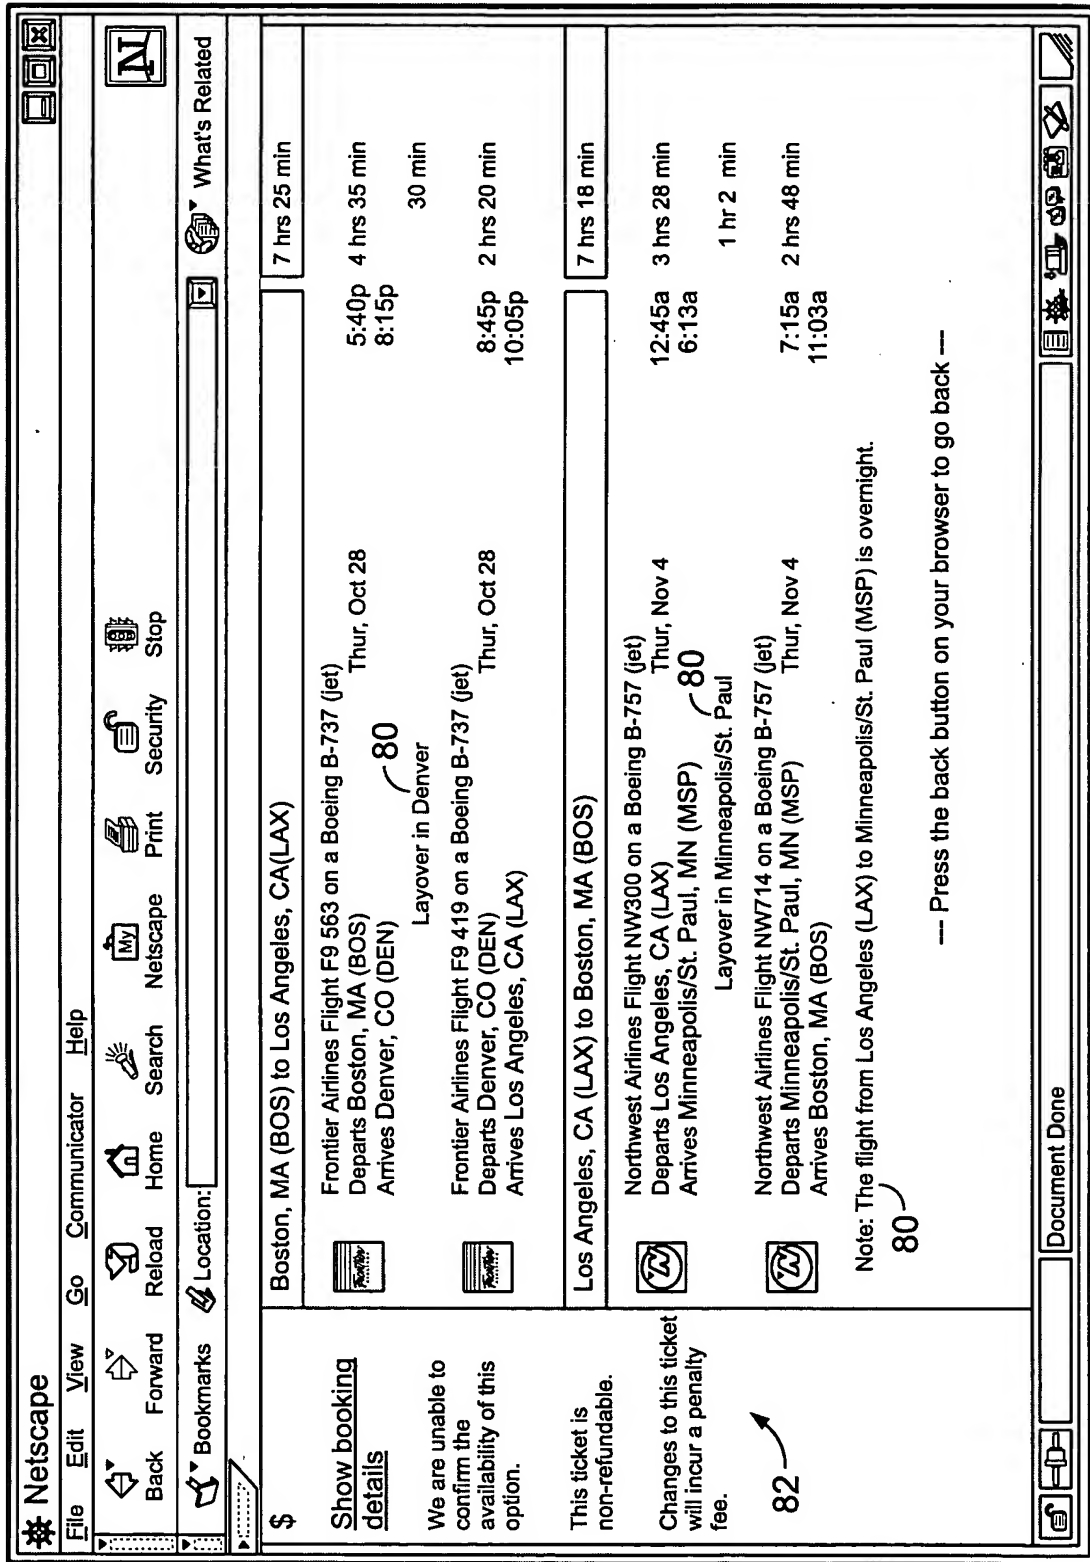 Netscape
File Edit View Go Communicator Help
Back Forward Reload Home Search Netscape Print Security Stop
My
N
Bookmarks Location: What's Related
$
Show booking
details
We are unable to
confirm the
availability of this
option.
This ticket is
non-refundable.
Changes to this ticket
will incur a penalty
fee.
82
Boston, MA (BOS) to Los Angeles, CA(LAX) 7 hrs 25 min
Frontier Airlines Flight F9 563 on a Boeing B-737 (jet)
Departs Boston, MA (BOS) Thur, Oct 28 5:40p 4 hrs 35 min
Arrives Denver, CO (DEN) 8:15p
80
Layover in Denver 30 min
Frontier Airlines Flight F9 419 on a Boeing B-737 (jet)
Departs Denver, CO (DEN) Thur, Oct 28 8:45p 2 hrs 20 min
Arrives Los Angeles, CA (LAX) 10:05p
Los Angeles, CA (LAX) to Boston, MA (BOS) 7 hrs 18 min
Northwest Airlines Flight NW300 on a Boeing B-757 (jet)
Departs Los Angeles, CA (LAX) Thur, Nov 4 12:45a 3 hrs 28 min
Arrives Minneapolis/St. Paul, MN (MSP) 6:13a
80
Layover in Minneapolis/St. Paul 1 hr 2 min
Northwest Airlines Flight NW714 on a Boeing B-757 (jet)
Departs Minneapolis/St. Paul, MN (MSP) Thur, Nov 4 7:15a 2 hrs 48 min
Arrives Boston, MA (BOS) 11:03a
Note: The flight from Los Angeles (LAX) to Minneapolis/St. Paul (MSP) is overnight.
80
--- Press the back button on your browser to go back ---
Document Done